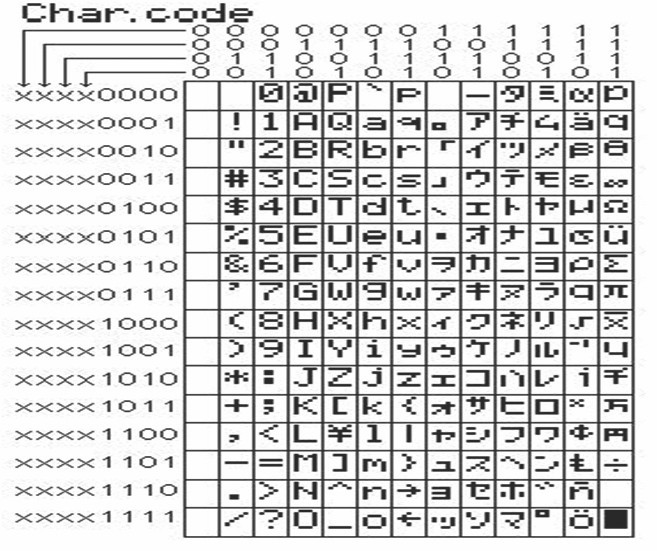 Char.code
0 0 0 0 0 0 0 1 1 1 1 1 1
0 0 0 1 1 1 1 0 0 1 1 1 1
0 1 1 0 0 1 1 1 1 0 0 1 1
0 0 1 0 1 0 1 0 1 0 1 0 1
xxxx0000 0 @ P ` p ー タ ミ α p
xxxx0001 ! 1 A Q a q 。 ア チ ム ä q
xxxx0010 " 2 B R b r 「 イ ツ メ β θ
xxxx0011 # 3 C S c s 」 ウ テ モ ε ∞
xxxx0100 $ 4 D T d t 、 エ ト ヤ μ Ω
xxxx0101 % 5 E U e u ・ オ ナ ユ σ ü
xxxx0110 & 6 F V f v ヲ カ ニ ヨ ρ Σ
xxxx0111 ' 7 G W g w ァ キ ヌ ラ q π
xxxx1000 ( 8 H X h x ィ ク ネ リ √ x̄
xxxx1001 ) 9 I Y i y ゥ ケ ノ ル ⁻¹ y
xxxx1010 * : J Z j z ェ コ ハ レ j 千
xxxx1011 + ; K [ k { ォ サ ヒ ロ × 万
xxxx1100 , < L ¥ l | ャ シ フ ワ ¢ 円
xxxx1101 - = M ] m } ュ ス ヘ ン ₤ ÷
xxxx1110 . > N ^ n → ョ セ ホ ゛ ñ
xxxx1111 / ? O _ o ← ッ ソ マ ゜ ö █